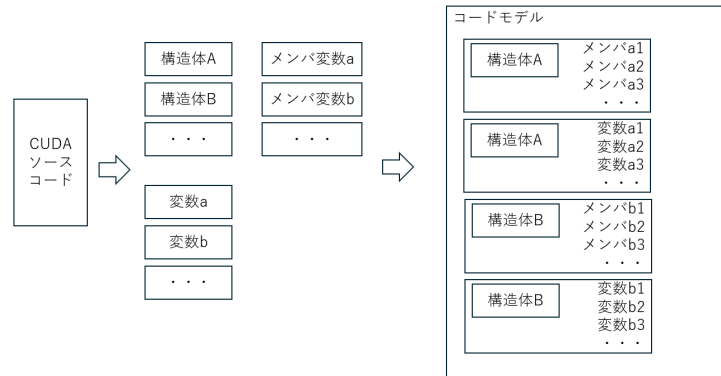 CUDA
ソース
コード
構造体A
構造体B
・・・
メンバ変数a
メンバ変数b
・・・
変数a
変数b
・・・
コードモデル
構造体A
メンバa1
メンバa2
メンバa3
・・・
構造体A
変数a1
変数a2
変数a3
・・・
構造体B
メンバb1
メンバb2
メンバb3
・・・
構造体B
変数b1
変数b2
変数b3
・・・